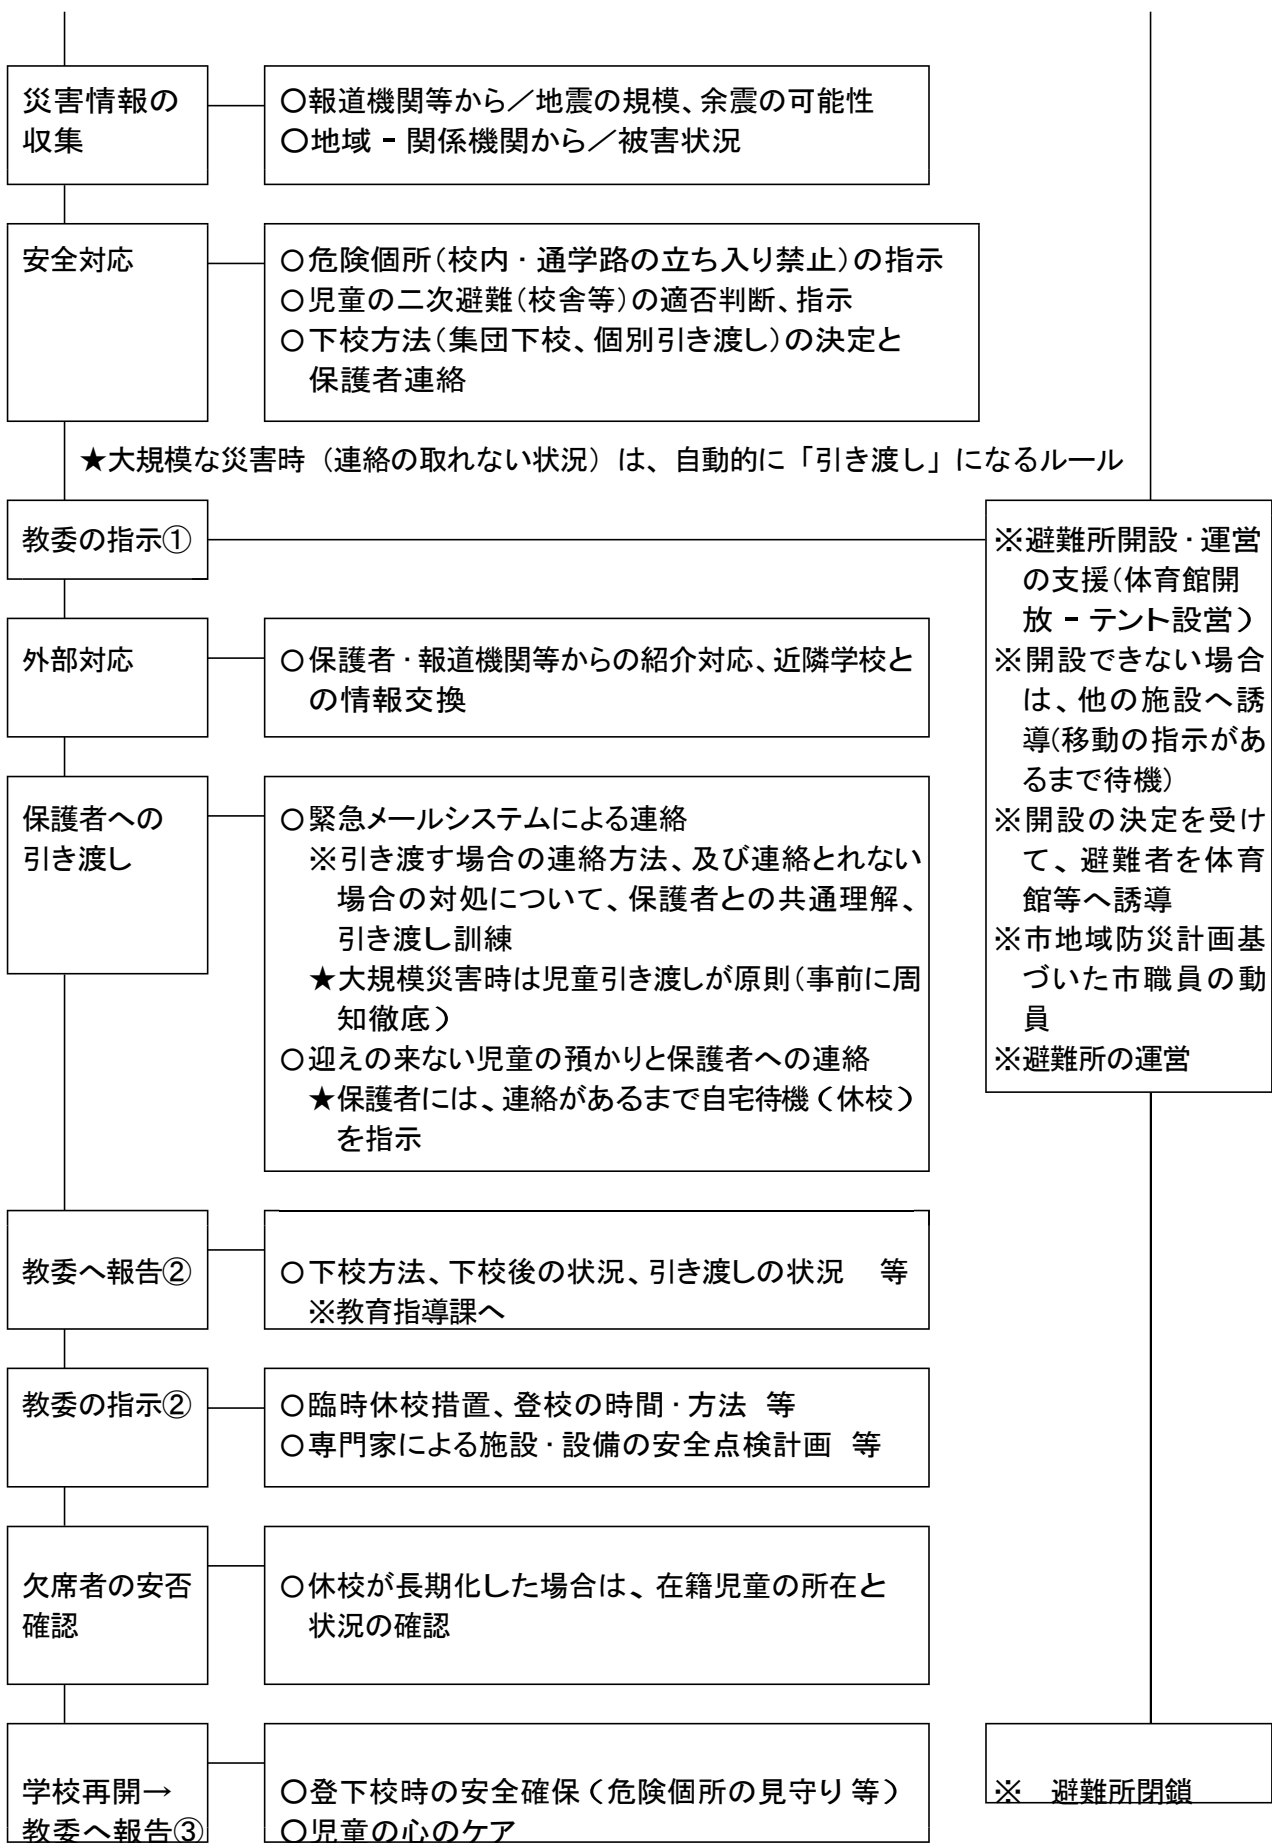 災害情報の
収集
〇報道機関等から／地震の規模、余震の可能性
〇地域 - 関係機関から／被害状況
安全対応
〇危険個所（校内・通学路の立ち入り禁止）の指示
〇児童の二次避難（校舎等）の適否判断、指示
〇下校方法（集団下校、個別引き渡し）の決定と
保護者連絡
★大規模な災害時（連絡の取れない状況）は、自動的に「引き渡し」になるルール
教委の指示①
外部対応
〇保護者・報道機関等からの紹介対応、近隣学校と
の情報交換
保護者への
引き渡し
〇緊急メールシステムによる連絡
※引き渡す場合の連絡方法、及び連絡とれない
場合の対処について、保護者との共通理解、
引き渡し訓練
★大規模災害時は児童引き渡しが原則（事前に周
知徹底）
〇迎えの来ない児童の預かりと保護者への連絡
★保護者には、連絡があるまで自宅待機（休校）
を指示
※避難所開設・運営
の支援（体育館開
放 - テント設営）
※開設できない場合
は、他の施設へ誘
導（移動の指示があ
るまで待機）
※開設の決定を受け
て、避難者を体育
館等へ誘導
※市地域防災計画基
づいた市職員の動
員
※避難所の運営
教委へ報告②
〇下校方法、下校後の状況、引き渡しの状況　等
※教育指導課へ
教委の指示②
〇臨時休校措置、登校の時間・方法 等
〇専門家による施設・設備の安全点検計画 等
欠席者の安否
確認
〇休校が長期化した場合は、在籍児童の所在と
状況の確認
学校再開→
教委へ報告③
〇登下校時の安全確保（危険個所の見守り 等）
〇児童の心のケア
※　避難所閉鎖